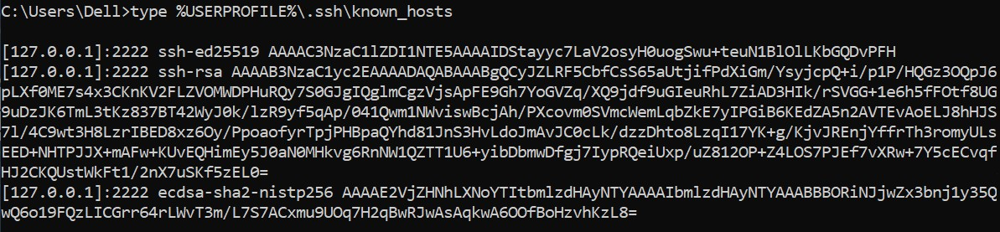 C:\Users\Dell>type %USERPROFILE%\.ssh\known_hosts
[127.0.0.1]:2222 ssh-ed25519 AAAAC3NzaC1lZDI1NTE5AAAAIDStayyc7LaV2osyH0uogSwu+teuN1BlOlLKbGQDvPFH
[127.0.0.1]:2222 ssh-rsa AAAAB3NzaC1yc2EAAAADAQABAAABgQCyJZLRF5CbfCsS65aUtjifPdXiGm/YsyjcpQ+i/p1P/HQGz3OQpJ6
pLXf0ME7s4x3CKnKV2FLZVOMWDPHuRQy7S0GJgIQglmCgzVjsApFE9Gh7YoGVZq/XQ9jdf9uGIeuRhL7ZiAD3HIk/rSVGG+1e6h5fFOtf8UG
9uDzJK6TmL3tKz837BT42WyJ0k/lzR9yf5qAp/041Qwm1NWviswBcjAh/PXcovm0SVmcWemLqbZkE7yIPGiB6KEdZA5n2AVTEvAoELJ8hHJS
7l/4C9wt3H8LzrIBED8xz6Oy/PpoaofyrTpjPHBpaQYhd81JnS3HvLdoJmAvJC0cLk/dzzDhto8LzqI17YK+g/KjvJREnjYffrTh3romyULs
EED+NHTPJJX+mAFw+KUvEQHimEy5J0aN0MHkvg6RnNW1QZTT1U6+yibDbmwDfgj7IypRQeiUxp/uZ812OP+Z4LOS7PJEf7vXRw+7Y5cECvqf
HJ2CKQUstWkFt1/2nX7uSKf5zEL0=
[127.0.0.1]:2222 ecdsa-sha2-nistp256 AAAAE2VjZHNhLXNoYTItbmlzdHAyNTYAAAAIbmlzdHAyNTYAAABBBORiNJjwZx3bnj1y35Q
wQ6o19FQzLICGrr64rLWvT3m/L7S7ACxmu9UOq7H2qBwRJwAsAqkwA6OOfBoHzvhKzL8=